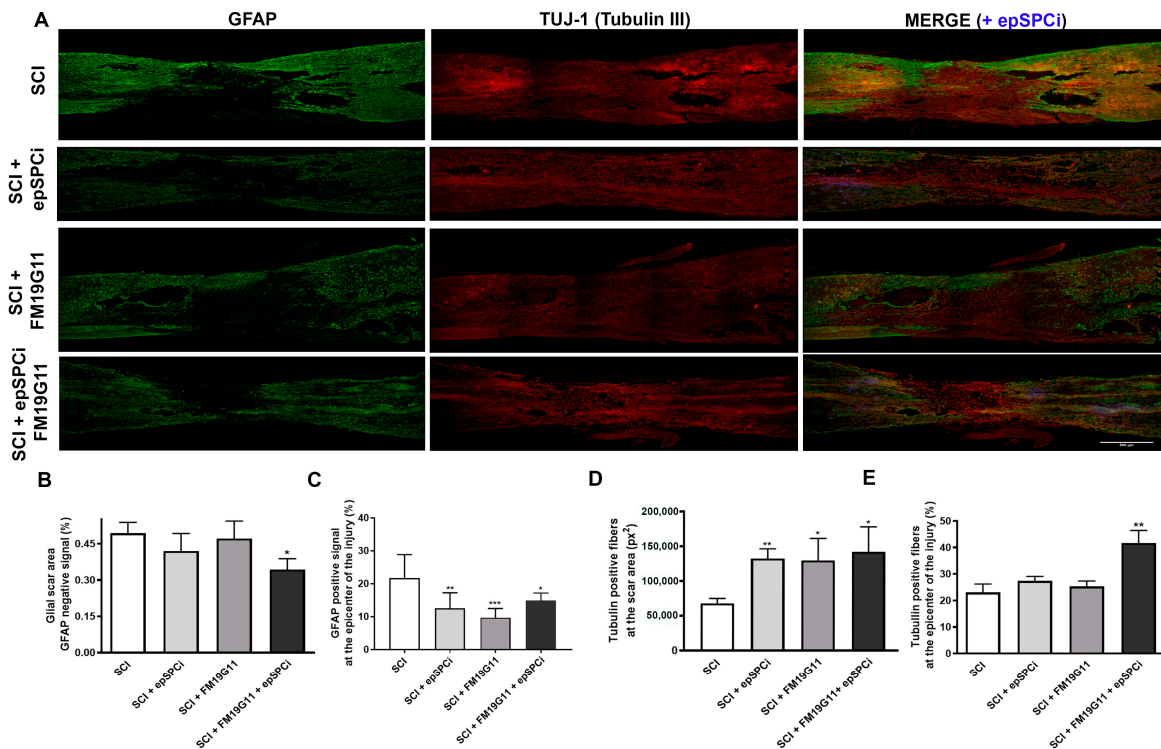 A
GFAP
TUJ-1 (Tubulin III)
MERGE (+ epSPCi)
SCI
SCI +
epSPCi
SCI +
FM19G11
SCI + epSPCi
FM19G11
500 µm
B
Glial scar area
GFAP negative signal (%)
0.45
0.30
0.15
0.00
*
SCI
SCI + epSPCi
SCI + FM19G11
SCI + FM19G11 + epSPCi
C
GFAP positive signal
at the epicenter of the injury (%)
40
30
20
10
0
**
***
*
SCI
SCI + epSPCi
SCI + FM19G11
SCI + FM19G11 + epSPCi
D
Tubulin positive fibers
at the scar area (px²)
200,000
150,000
100,000
50,000
0
**
*
*
SCI
SCI + epSPCi
SCI + FM19G11
SCI + FM19G11+ epSPCi
E
Tubullin positive fibers
at the epicenter of the injury (%)
50
40
30
20
10
0
**
SCI
SCI + epSPCi
SCI + FM19G11
SCI + FM19G11 + epSPCi